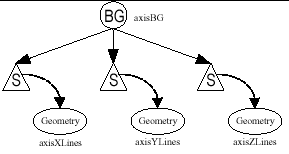 BG axisBG
S S S
Geometry Geometry Geometry
axisXLines axisYLines axisZLines